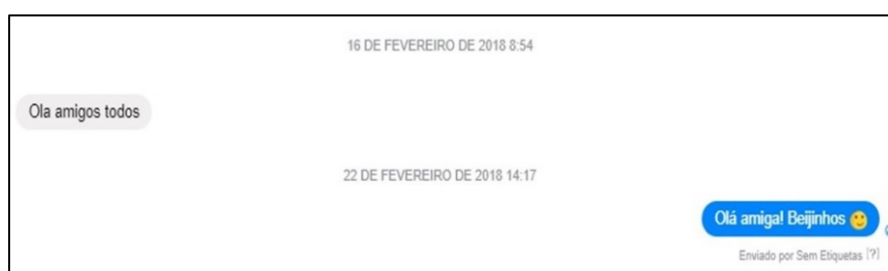 16 DE FEVEREIRO DE 2018 8:54
Ola amigos todos
22 DE FEVEREIRO DE 2018 14:17
Olá amiga! Beijinhos 🙂
Enviado por Sem Etiquetas [?]